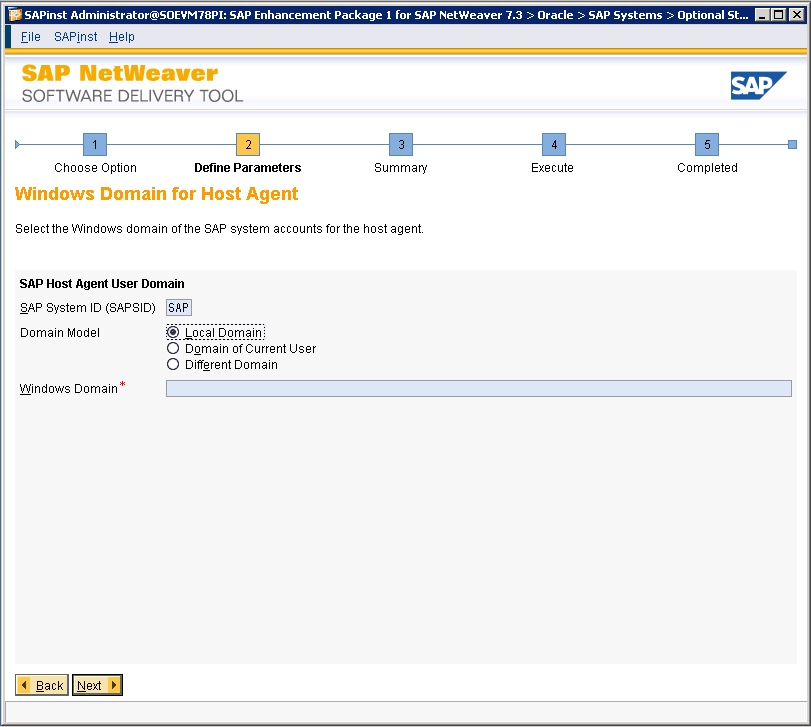 SAPinst Administrator@SOEVM78PI: SAP Enhancement Package 1 for SAP NetWeaver 7.3 > Oracle > SAP Systems > Optional St...
File SAPinst Help
SAP NetWeaver
SOFTWARE DELIVERY TOOL
SAP
1 2 3 4 5
Choose Option Define Parameters Summary Execute Completed
Windows Domain for Host Agent
Select the Windows domain of the SAP system accounts for the host agent.
SAP Host Agent User Domain
SAP System ID (SAPSID) SAP
Domain Model Local Domain
Domain of Current User
Different Domain
Windows Domain *
Back Next